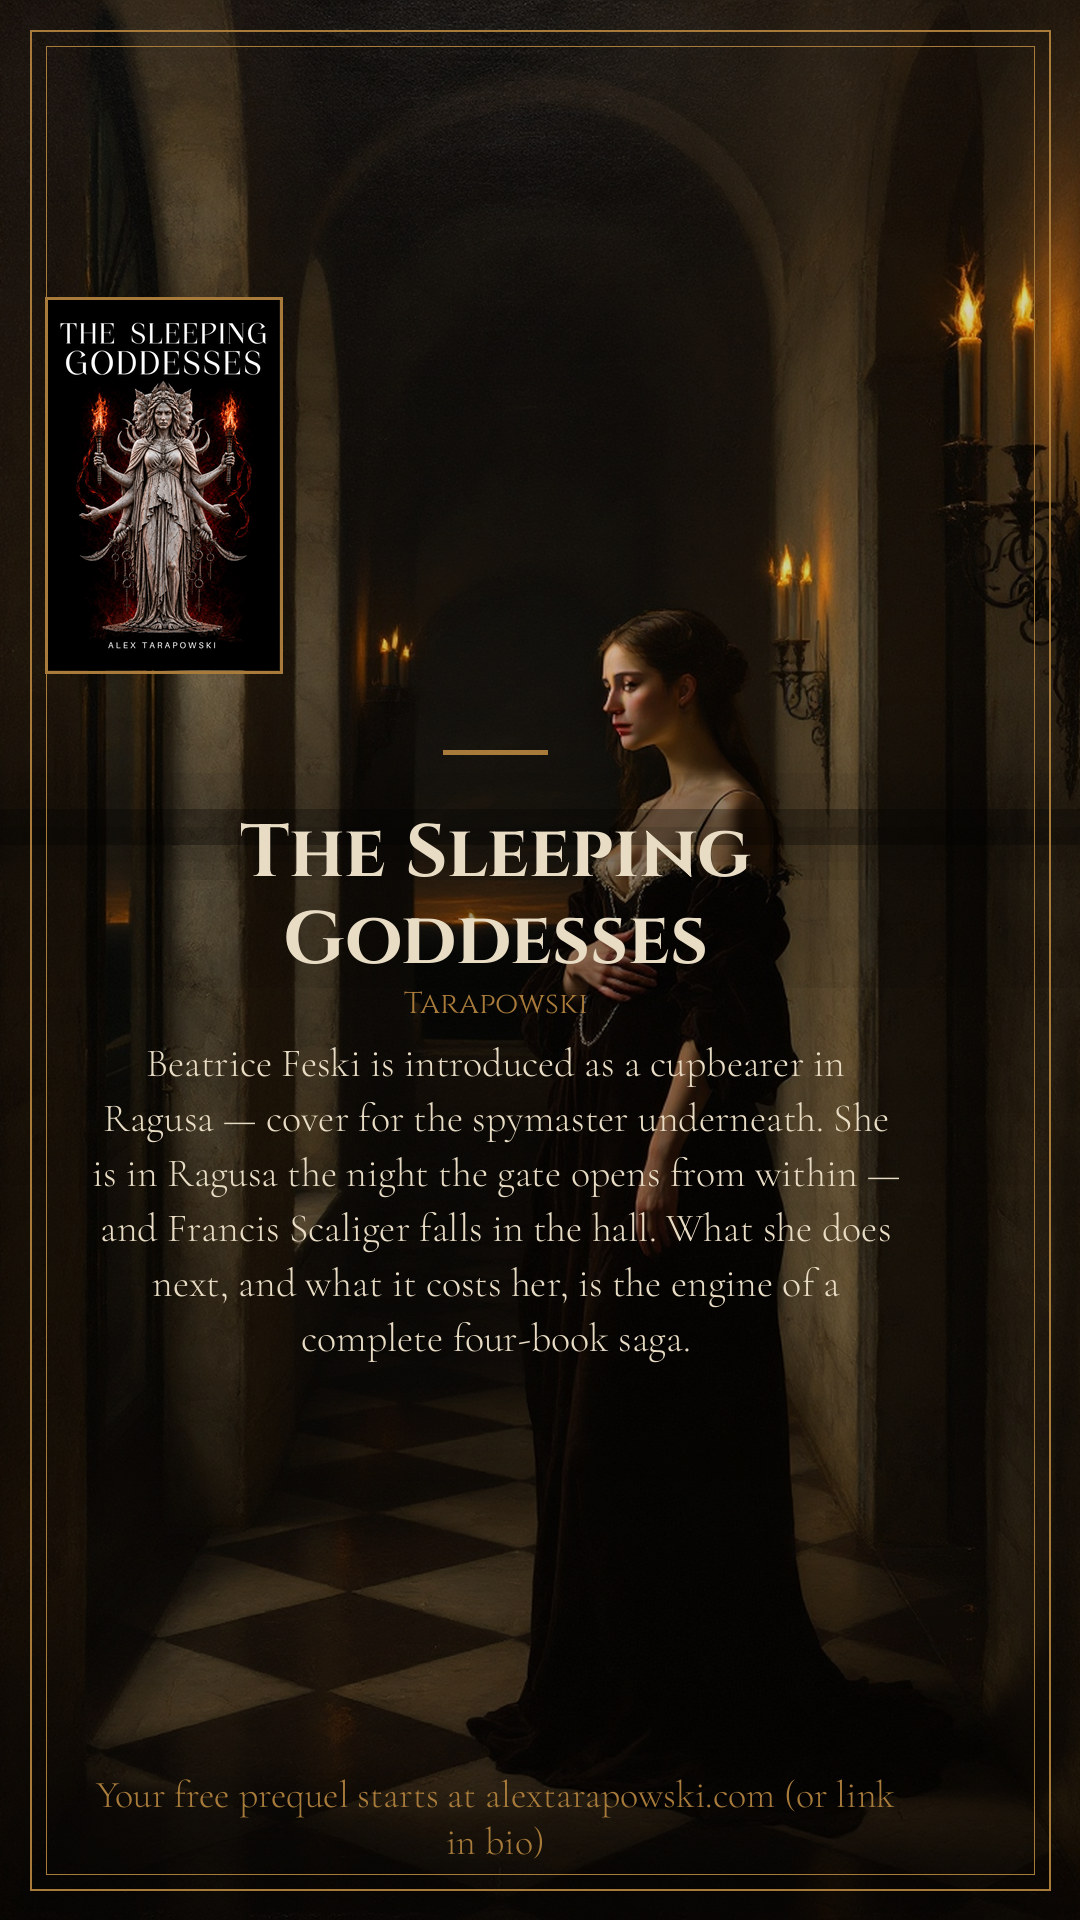 THE SLEEPING
GODDESSES
ALEX TARAPOWSKI
The Sleeping
Goddesses
Tarapowski
Beatrice Feski is introduced as a cupbearer in
Ragusa — cover for the spymaster underneath. She
is in Ragusa the night the gate opens from within —
and Francis Scaliger falls in the hall. What she does
next, and what it costs her, is the engine of a
complete four-book saga.
Your free prequel starts at alextarapowski.com (or link
in bio)